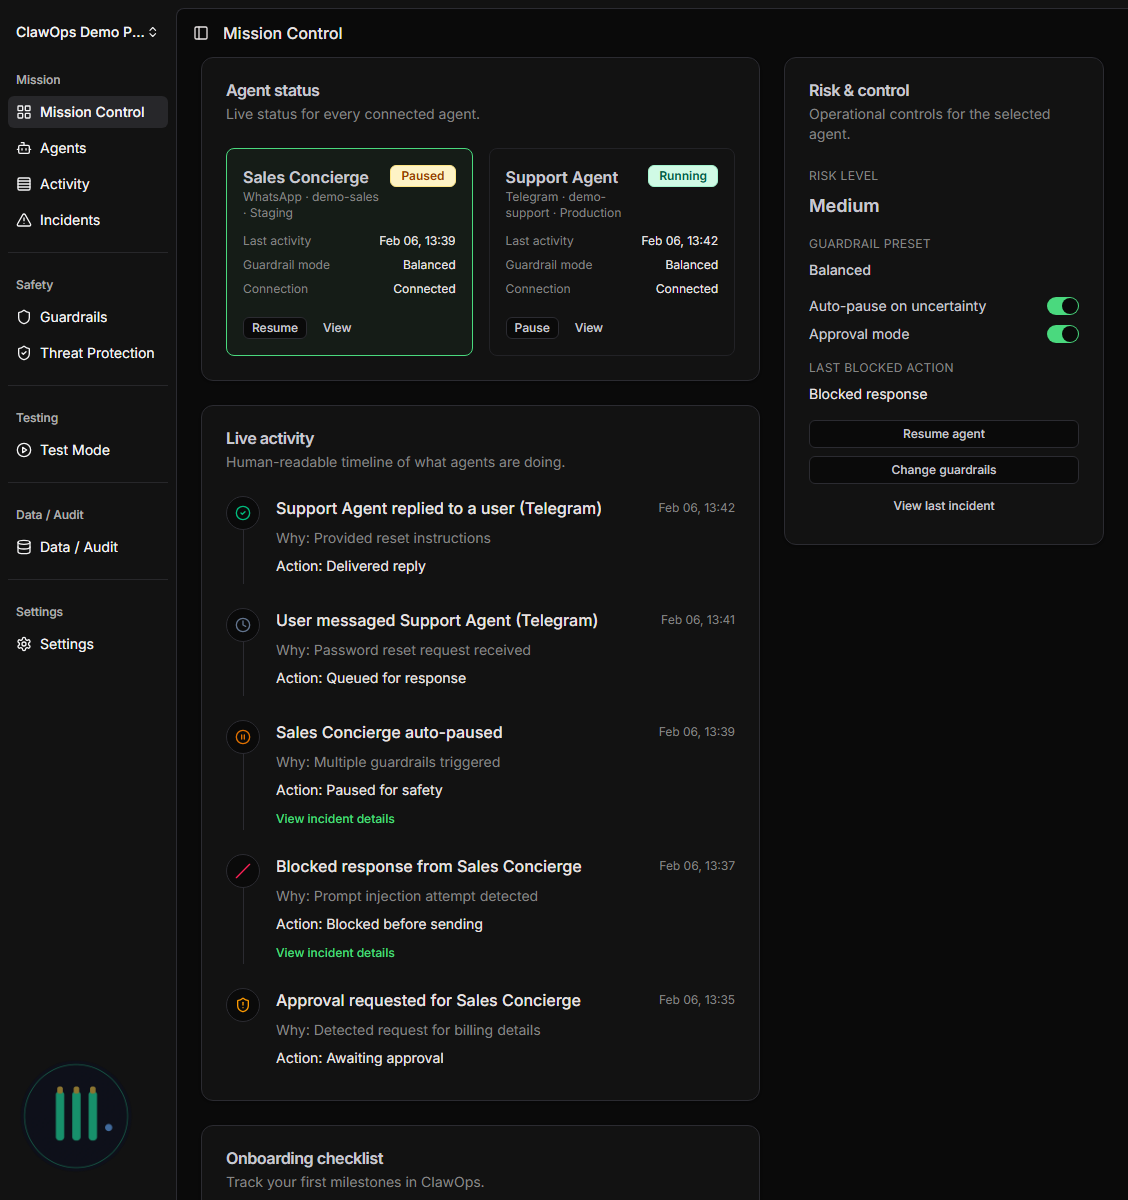 ClawOps Demo P...
Mission
Mission Control
Agents
Activity
Incidents
Safety
Guardrails
Threat Protection
Testing
Test Mode
Data / Audit
Data / Audit
Settings
Settings
Mission Control
Agent status
Live status for every connected agent.
Sales Concierge
Paused
WhatsApp · demo-sales
· Staging
Last activity Feb 06, 13:39
Guardrail mode Balanced
Connection Connected
Resume View
Support Agent
Running
Telegram · demo-
support · Production
Last activity Feb 06, 13:42
Guardrail mode Balanced
Connection Connected
Pause View
Live activity
Human-readable timeline of what agents are doing.
Support Agent replied to a user (Telegram) Feb 06, 13:42
Why: Provided reset instructions
Action: Delivered reply
User messaged Support Agent (Telegram) Feb 06, 13:41
Why: Password reset request received
Action: Queued for response
Sales Concierge auto-paused Feb 06, 13:39
Why: Multiple guardrails triggered
Action: Paused for safety
View incident details
Blocked response from Sales Concierge Feb 06, 13:37
Why: Prompt injection attempt detected
Action: Blocked before sending
View incident details
Approval requested for Sales Concierge Feb 06, 13:35
Why: Detected request for billing details
Action: Awaiting approval
Onboarding checklist
Track your first milestones in ClawOps.
Risk & control
Operational controls for the selected
agent.
RISK LEVEL
Medium
GUARDRAIL PRESET
Balanced
Auto-pause on uncertainty
Approval mode
LAST BLOCKED ACTION
Blocked response
Resume agent
Change guardrails
View last incident